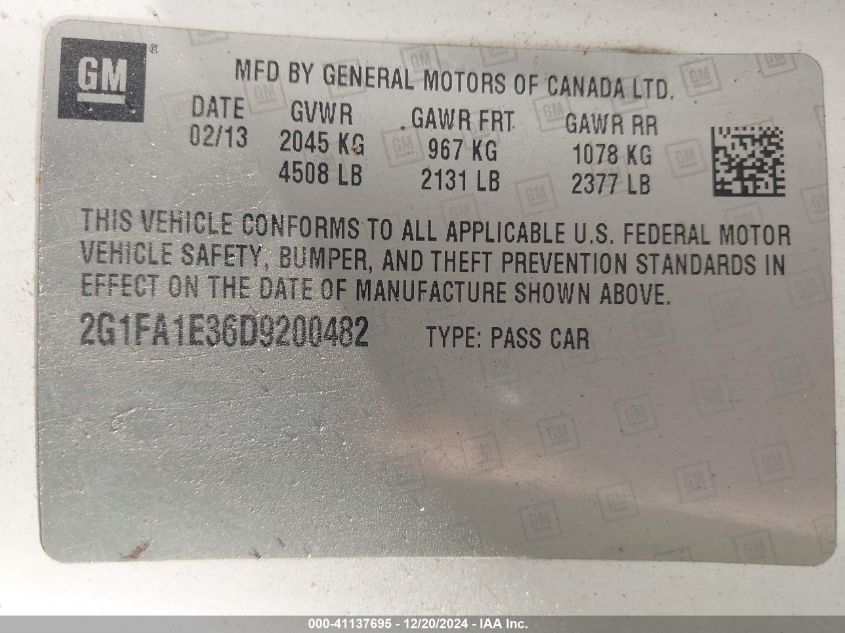 GM ®
MFD BY GENERAL MOTORS OF CANADA LTD.
DATE GVWR GAWR FRT GAWR RR
02/13 2045 KG 967 KG 1078 KG
4508 LB 2131 LB 2377 LB
THIS VEHICLE CONFORMS TO ALL APPLICABLE U.S. FEDERAL MOTOR
VEHICLE SAFETY, BUMPER, AND THEFT PREVENTION STANDARDS IN
EFFECT ON THE DATE OF MANUFACTURE SHOWN ABOVE.
2G1FA1E36D9200482 TYPE: PASS CAR
000-41137695 - 12/20/2024 - IAA Inc.